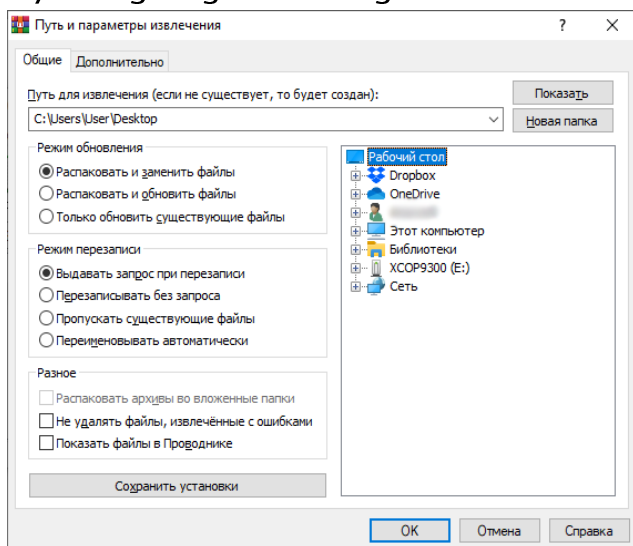 Путь и параметры извлечения
Общие
Дополнительно
Путь для извлечения (если не существует, то будет создан):
Показать
C:\Users\User\Desktop
Новая папка
Режим обновления
Распаковать и заменить файлы
Распаковать и обновить файлы
Только обновить существующие файлы
Режим перезаписи
Выдавать запрос при перезаписи
Перезаписывать без запроса
Пропускать существующие файлы
Переименовывать автоматически
Разное
Распаковать архивы во вложенные папки
Не удалять файлы, извлечённые с ошибками
Показать файлы в Проводнике
Сохранить установки
Рабочий стол
Dropbox
OneDrive
Этот компьютер
Библиотеки
XCOP9300 (E:)
Сеть
OK
Отмена
Справка